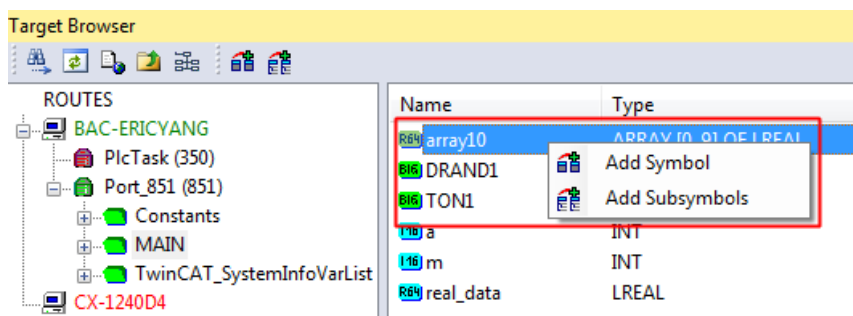 Target Browser
ROUTES
BAC-ERICYANG
PlcTask (350)
Port_851 (851)
Constants
MAIN
TwinCAT_SystemInfoVarList
CX-1240D4
Name Type
R64 array10 ARRAY [0..9] OF LREAL
BIG DRAND1
BIG TON1
I16 a INT
I16 m INT
R64 real_data LREAL
Add Symbol
Add Subsymbols